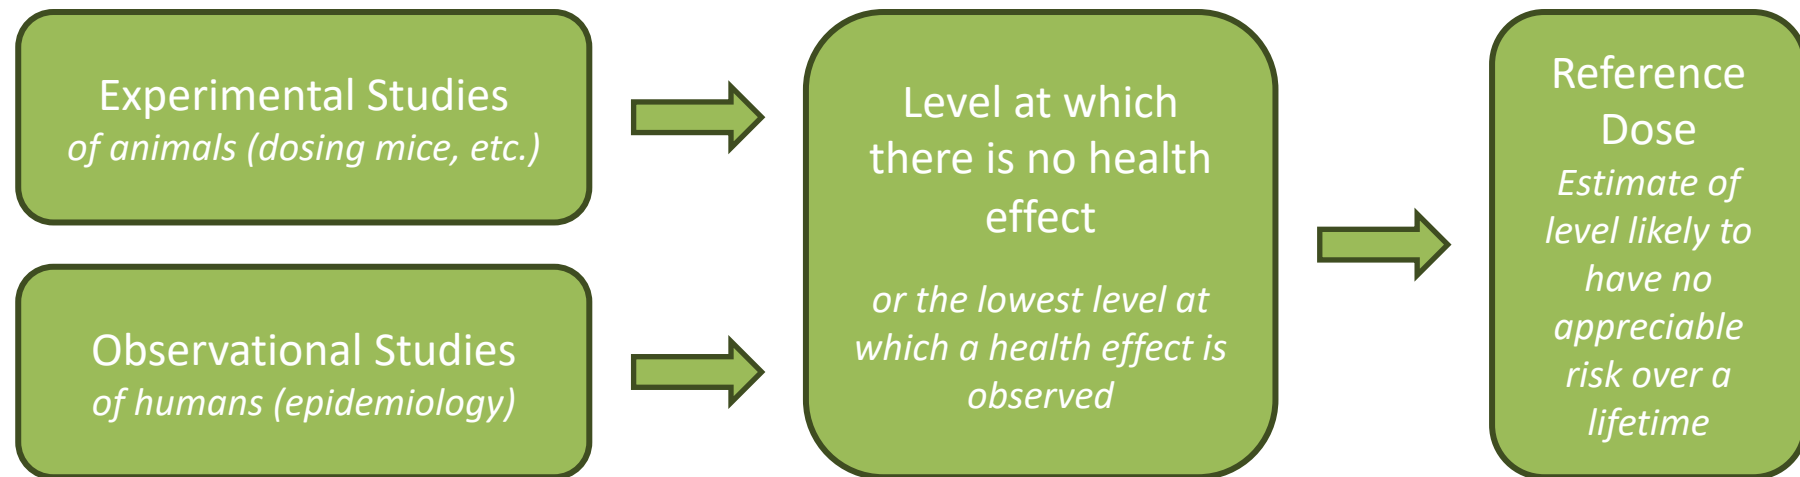 Experimental Studies
of animals (dosing mice, etc.)
Observational Studies
of humans (epidemiology)
Level at which
there is no health
effect
or the lowest level at
which a health effect is
observed
Reference
Dose
Estimate of
level likely to
have no
appreciable
risk over a
lifetime